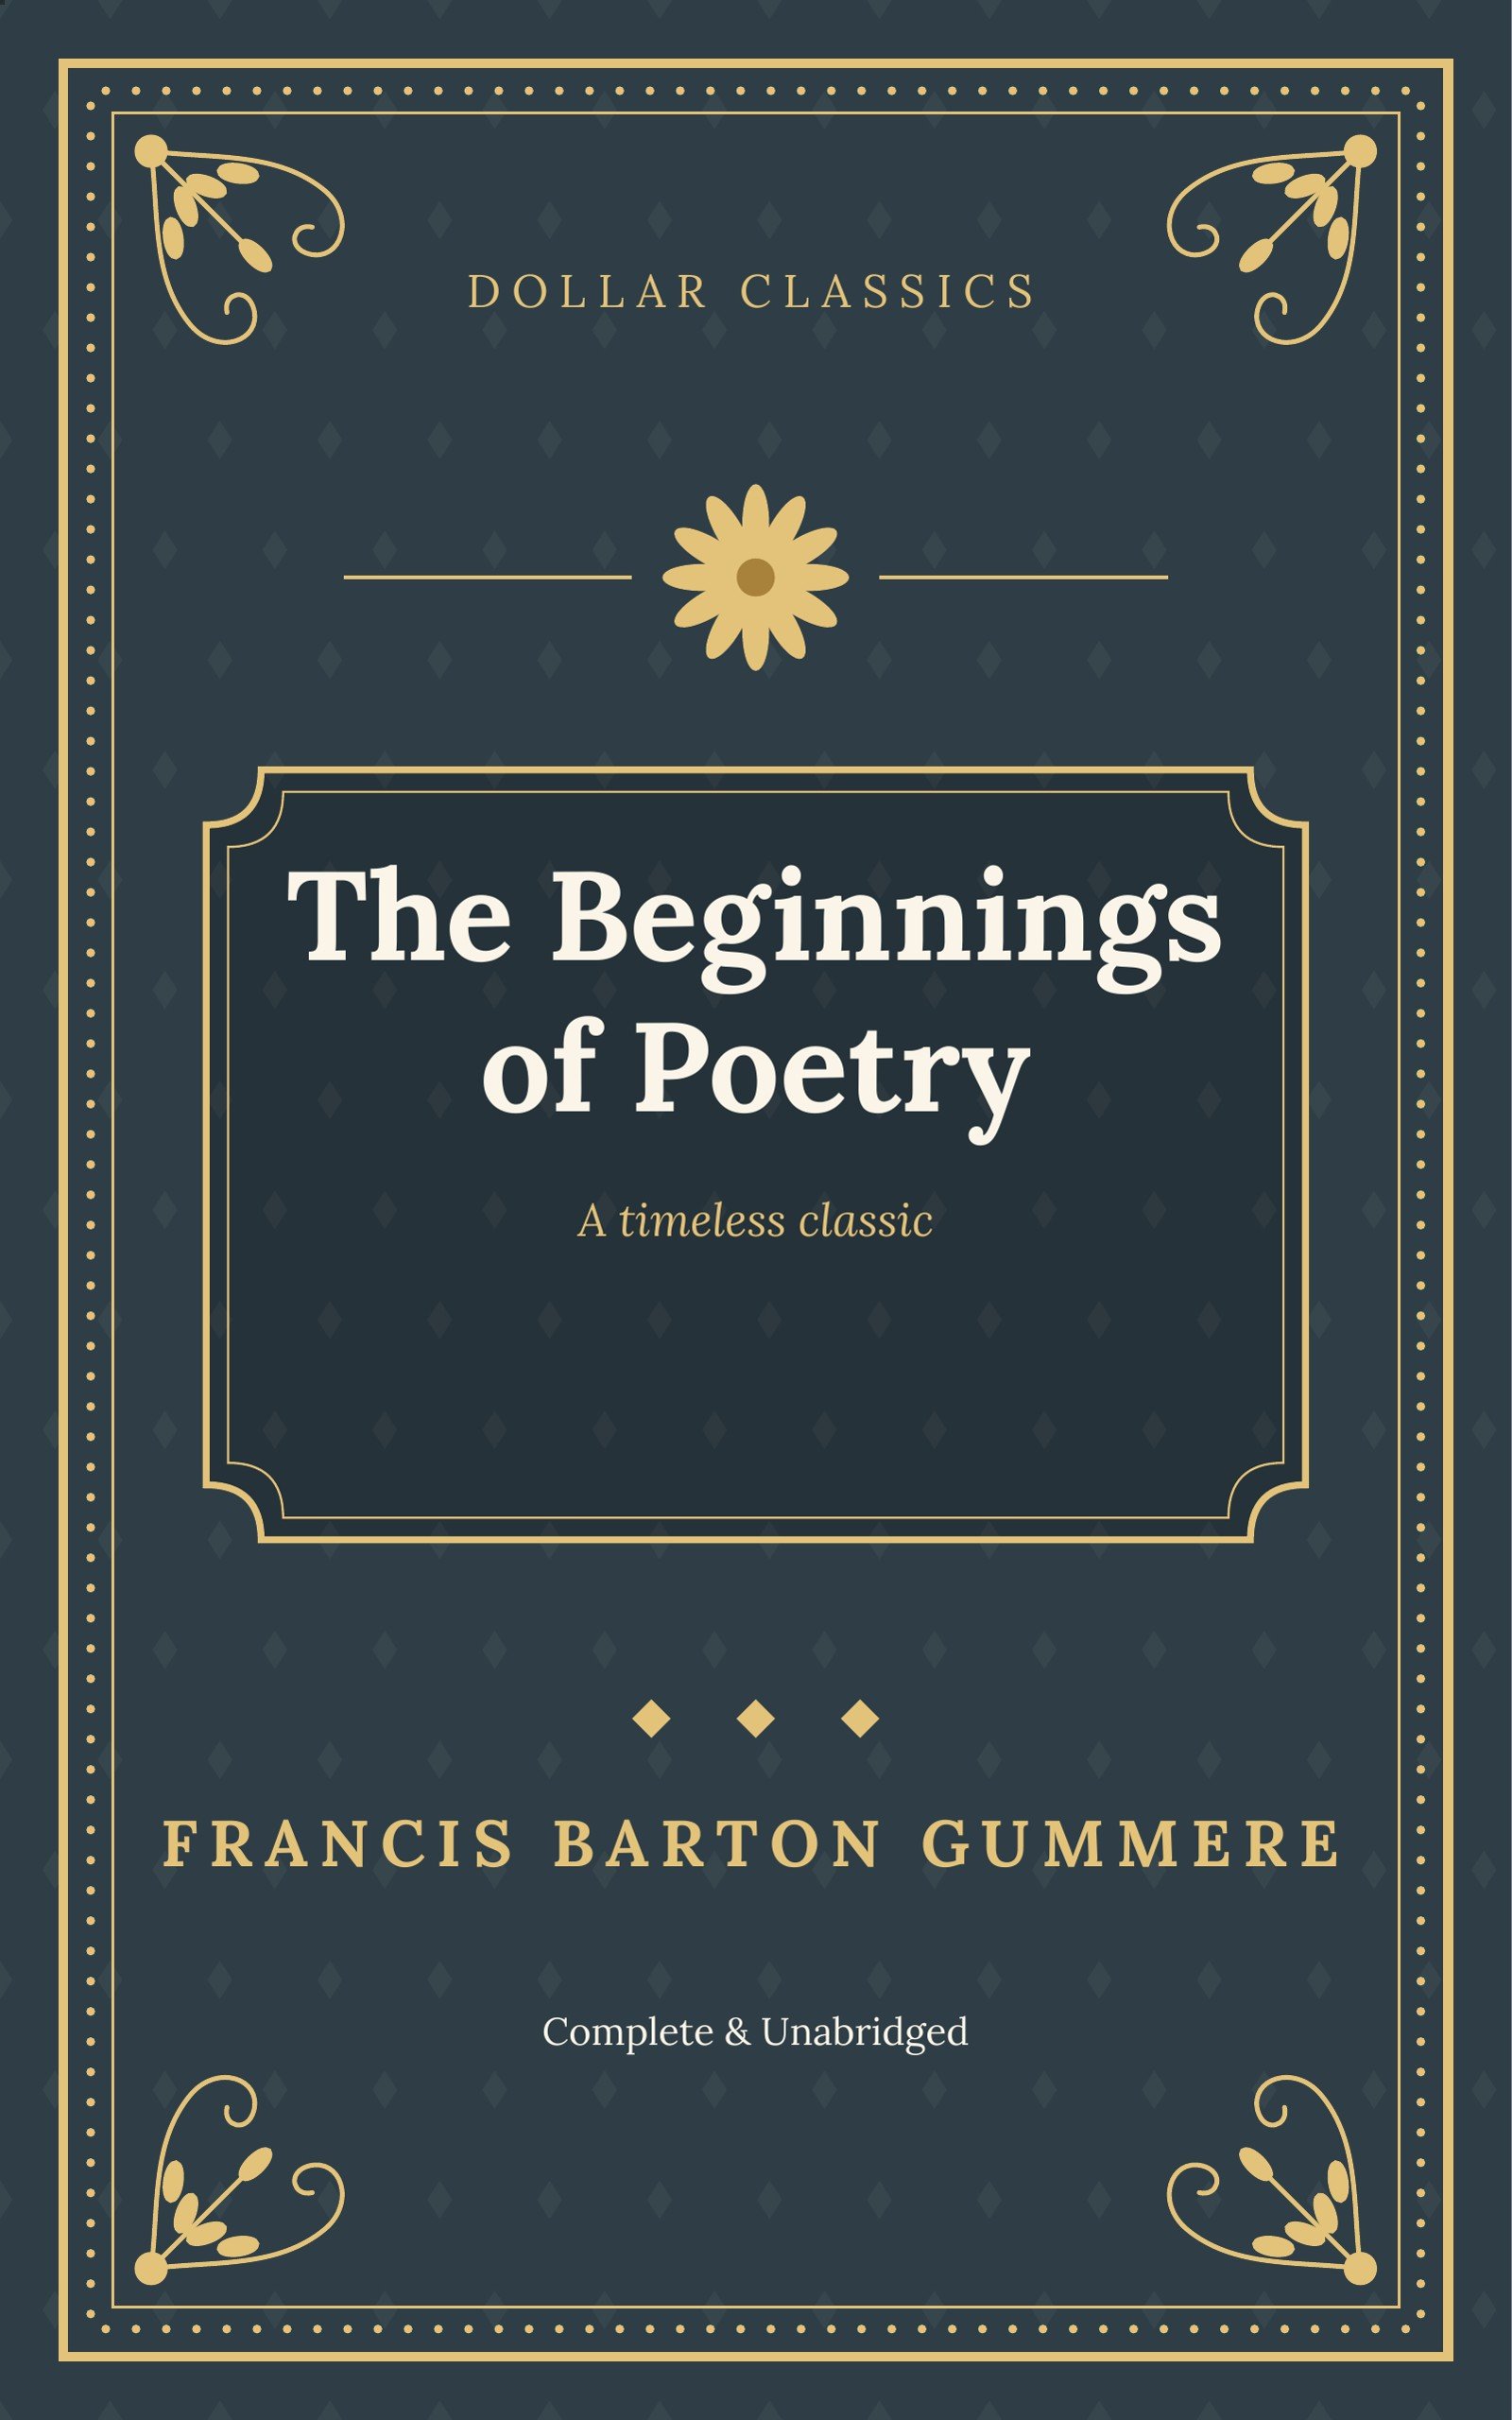 DOLLAR CLASSICS
The Beginnings
of Poetry
A timeless classic
FRANCIS BARTON GUMMERE
Complete & Unabridged